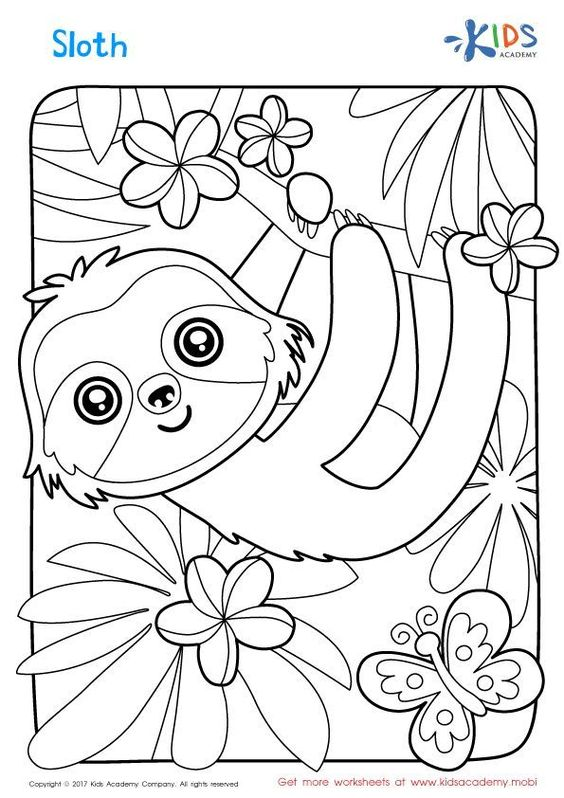 Sloth
KIDS
ACADEMY
Copyright © 2017 Kids Academy Company. All rights reserved
Get more worksheets at www.kidsacademy.mobi